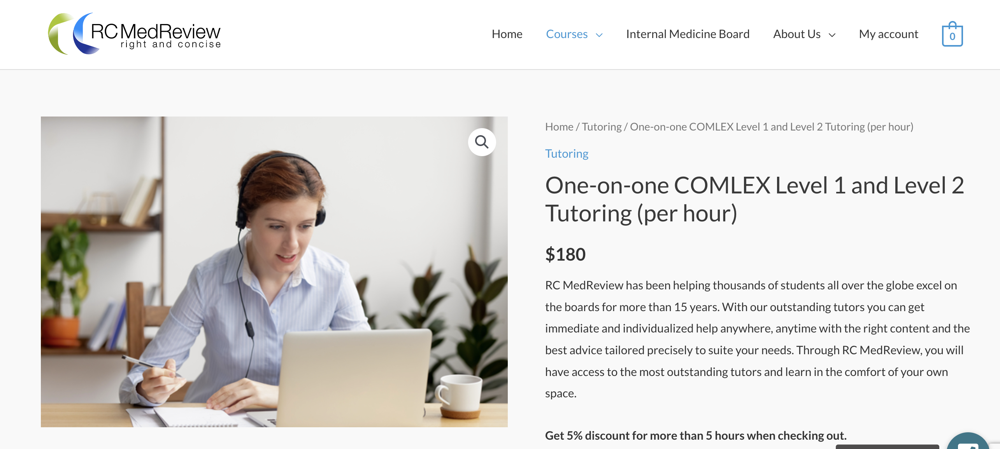 RCMedReview
right and concise
Home Courses Internal Medicine Board About Us My account 0
Home / Tutoring / One-on-one COMLEX Level 1 and Level 2 Tutoring (per hour)
Tutoring
One-on-one COMLEX Level 1 and Level 2
Tutoring (per hour)
$180
RC MedReview has been helping thousands of students all over the globe excel on
the boards for more than 15 years. With our outstanding tutors you can get
immediate and individualized help anywhere, anytime with the right content and the
best advice tailored precisely to suite your needs. Through RC MedReview, you will
have access to the most outstanding tutors and learn in the comfort of your own
space.
Get 5% discount for more than 5 hours when checking out.